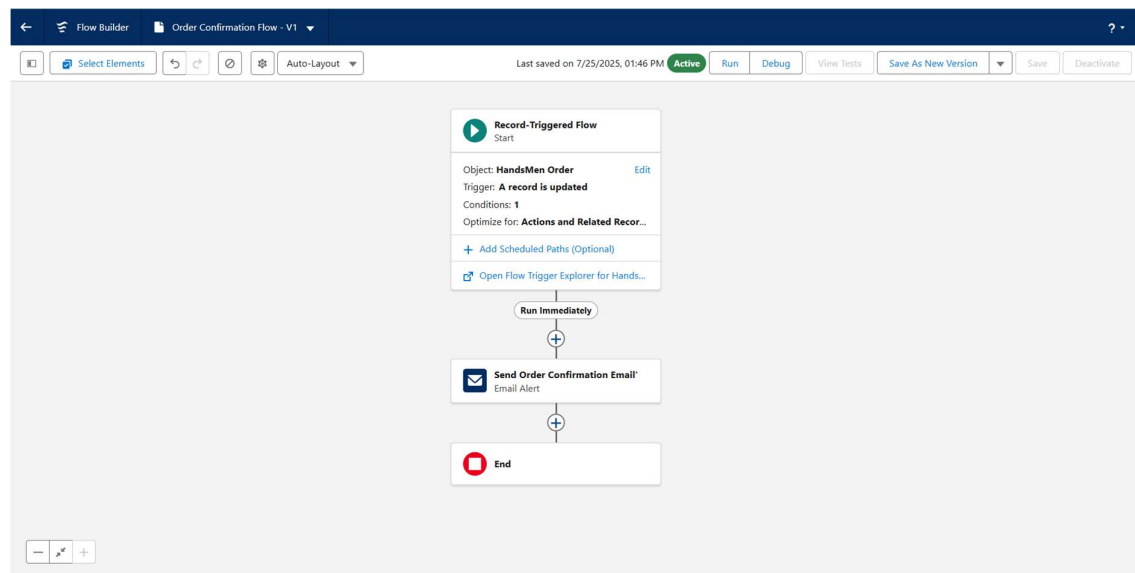 Flow Builder
Order Confirmation Flow - V1
?
Select Elements
Auto-Layout
Last saved on 7/25/2025, 01:46 PM
Active
Run
Debug
View Tests
Save As New Version
Save
Deactivate
Record-Triggered Flow
Start
Object: HandsMen Order
Edit
Trigger: A record is updated
Conditions: 1
Optimize for: Actions and Related Recor...
+ Add Scheduled Paths (Optional)
Open Flow Trigger Explorer for Hands...
Run Immediately
Send Order Confirmation Email`
Email Alert
End